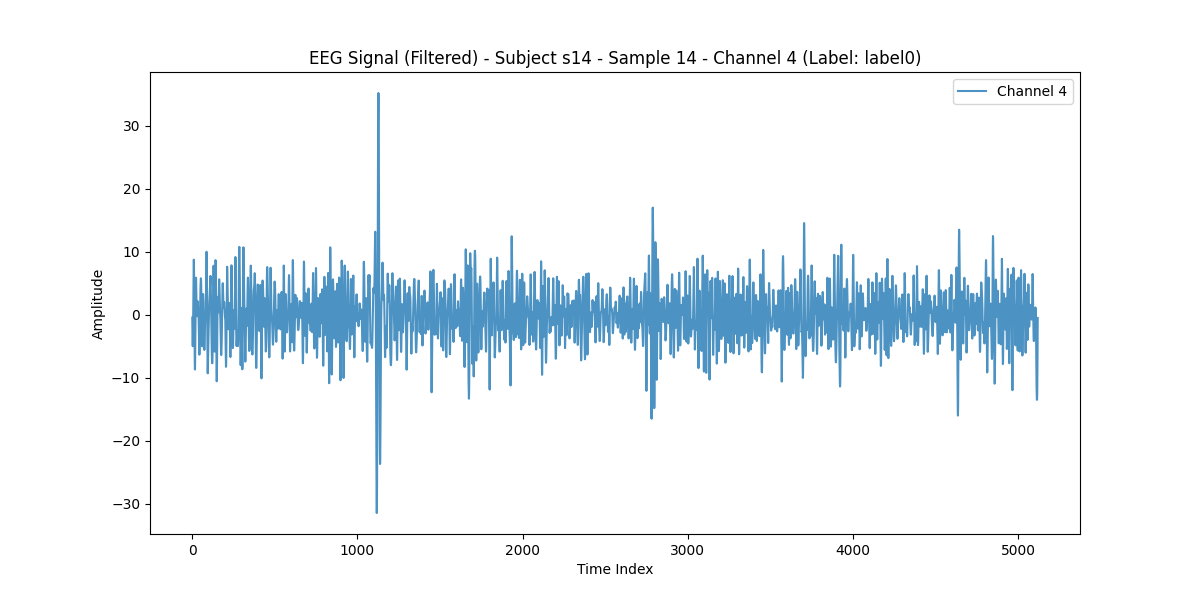 EEG Signal (Filtered) - Subject s14 - Sample 14 - Channel 4 (Label: label0)
Channel 4
Amplitude
30
20
10
0
−10
−20
−30
0 1000 2000 3000 4000 5000
Time Index